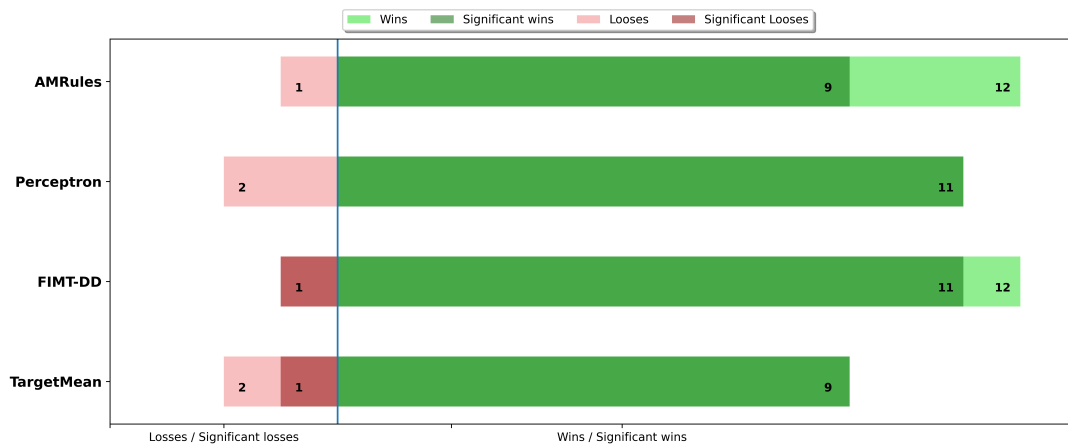 Wins Significant wins Looses Significant Looses
AMRules 1 9 12
Perceptron 2 11
FIMT-DD 1 11 12
TargetMean 2 1 9
Losses / Significant losses Wins / Significant wins